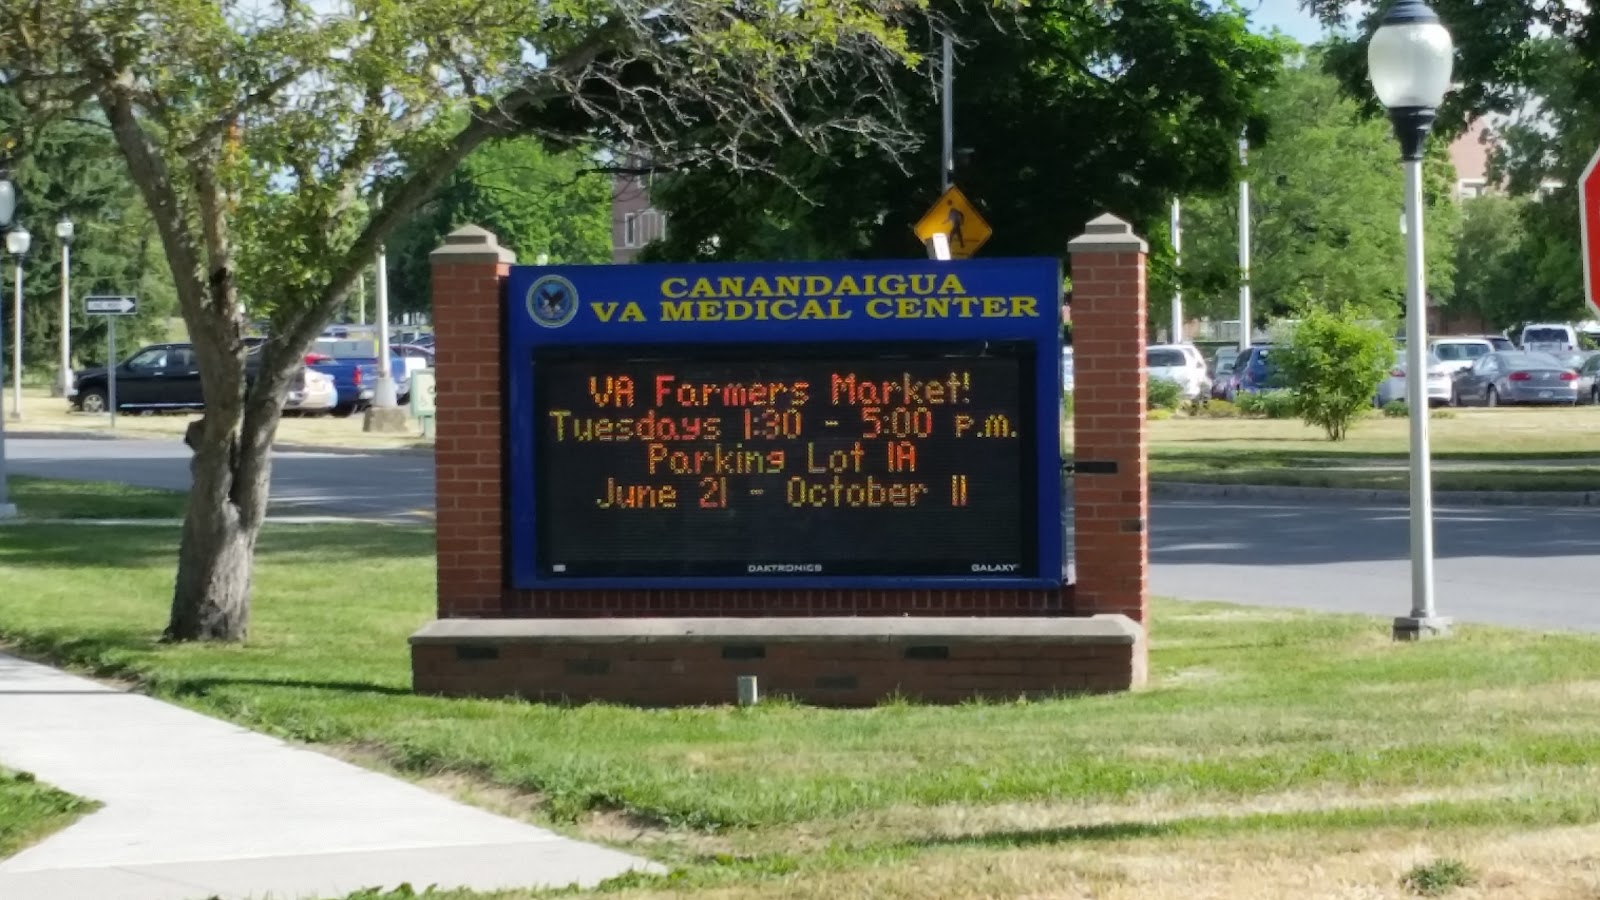 CANANDAIGUA
VA MEDICAL CENTER
VA Farmers Market!
Tuesdays 1:30 - 5:00 p.m.
Parking Lot 1A
June 21 - October 11
DAKTRONICS
GALAXY